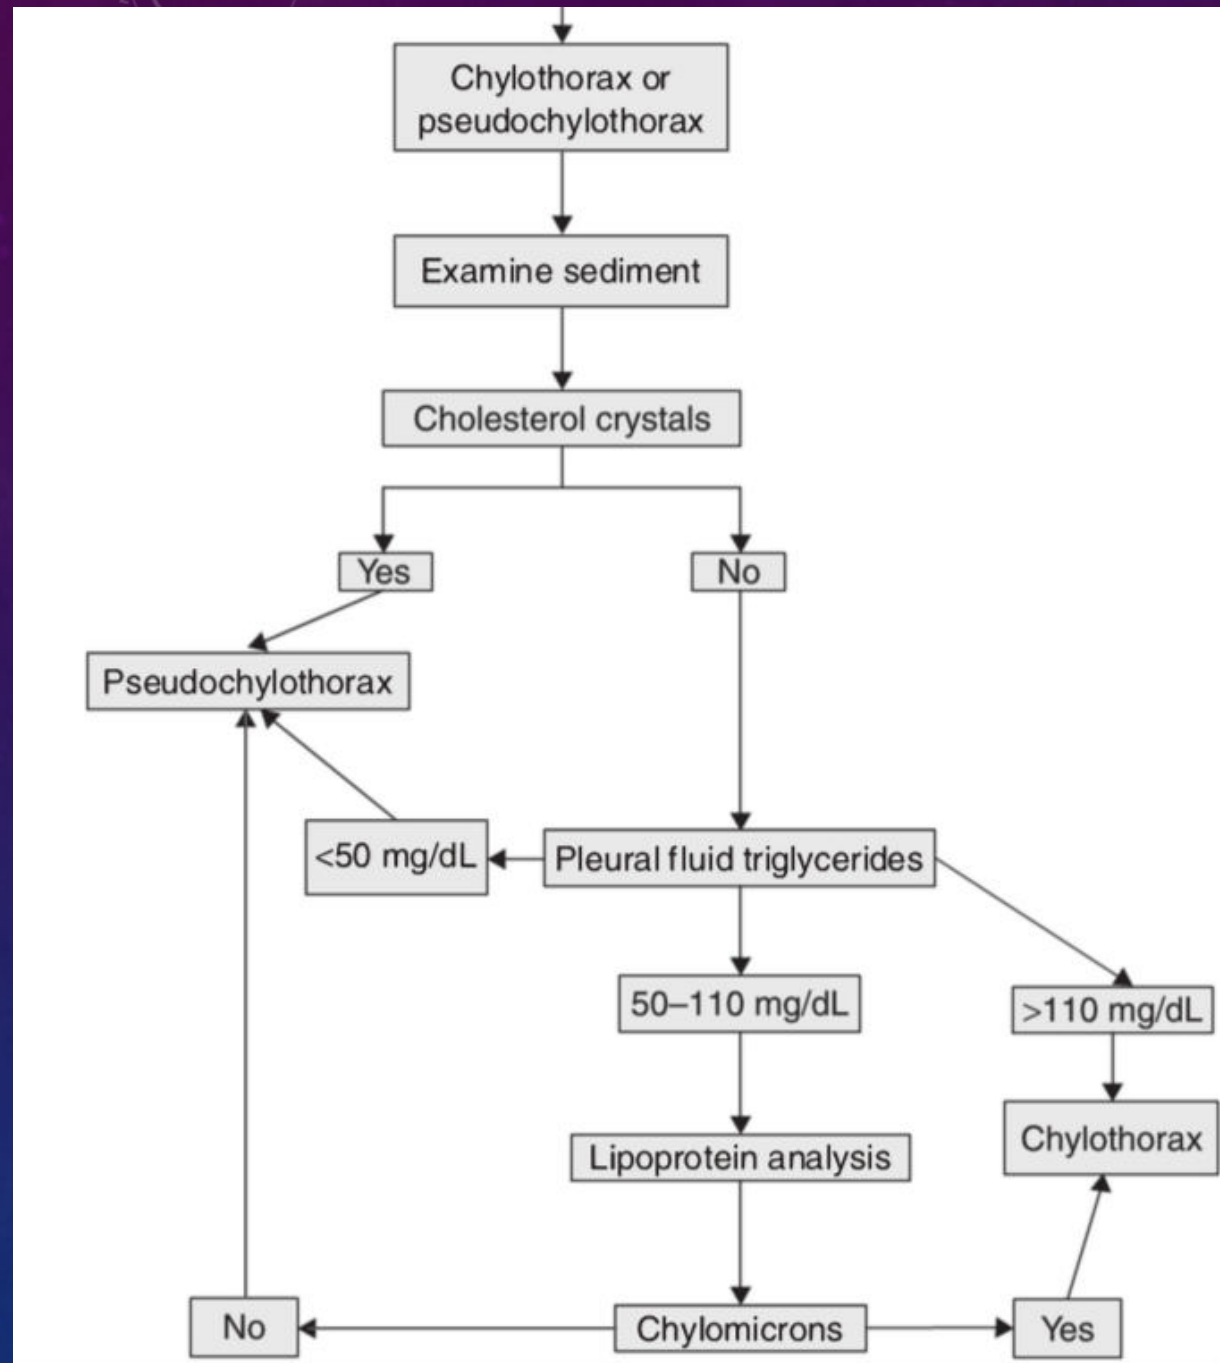 Chylothorax or
pseudochylothorax
Examine sediment
Cholesterol crystals
Yes
No
Pseudochylothorax
<50 mg/dL
Pleural fluid triglycerides
50–110 mg/dL
>110 mg/dL
Chylothorax
Lipoprotein analysis
No
Chylomicrons
Yes